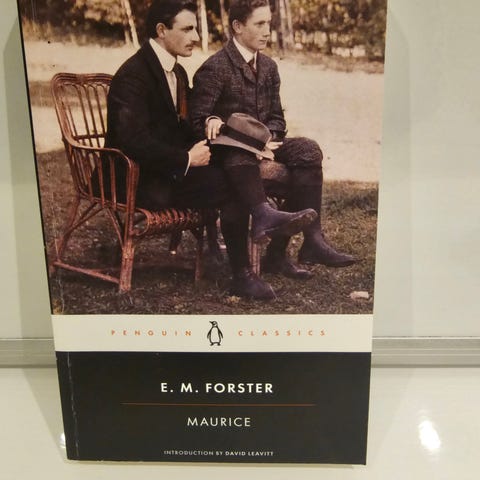 PENGUIN CLASSICS
E. M. FORSTER
MAURICE
INTRODUCTION BY DAVID LEAVITT